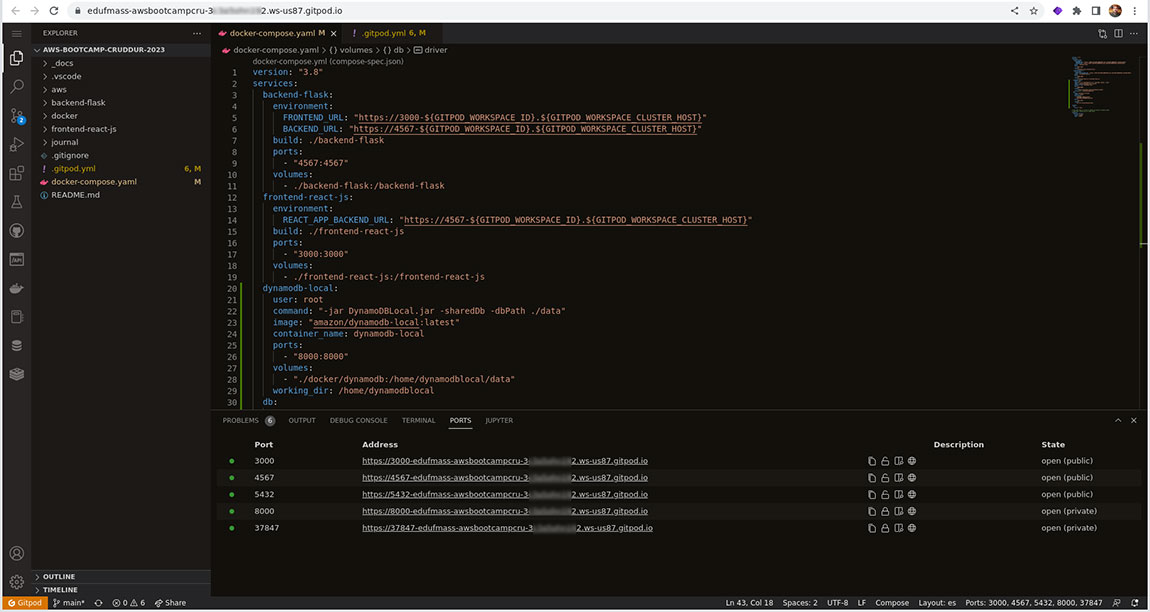 edufmass-awsbootcampcru-3 2.ws-us87.gitpod.io
EXPLORER
AWS-BOOTCAMP-CRUDDUR-2023
_docs
.vscode
aws
backend-flask
docker
frontend-react-js
journal
.gitignore
.gitpod.yml 6, M
docker-compose.yaml M
README.md
OUTLINE
TIMELINE
docker-compose.yaml M
.gitpod.yml 6, M
docker-compose.yaml > {} volumes > {} db > driver
docker-compose.yml (compose-spec.json)
1 version: "3.8"
2 services:
3 backend-flask:
4 environment:
5 FRONTEND_URL: "https://3000-${GITPOD_WORKSPACE_ID}.${GITPOD_WORKSPACE_CLUSTER_HOST}"
6 BACKEND_URL: "https://4567-${GITPOD_WORKSPACE_ID}.${GITPOD_WORKSPACE_CLUSTER_HOST}"
7 build: ./backend-flask
8 ports:
9 - "4567:4567"
10 volumes:
11 - ./backend-flask:/backend-flask
12 frontend-react-js:
13 environment:
14 REACT_APP_BACKEND_URL: "https://4567-${GITPOD_WORKSPACE_ID}.${GITPOD_WORKSPACE_CLUSTER_HOST}"
15 build: ./frontend-react-js
16 ports:
17 - "3000:3000"
18 volumes:
19 - ./frontend-react-js:/frontend-react-js
20 dynamodb-local:
21 user: root
22 command: "-jar DynamoDBLocal.jar -sharedDb -dbPath ./data"
23 image: "amazon/dynamodb-local:latest"
24 container_name: dynamodb-local
25 ports:
26 - "8000:8000"
27 volumes:
28 - "./docker/dynamodb:/home/dynamodblocal/data"
29 working_dir: /home/dynamodblocal
30 db:
PROBLEMS 6 OUTPUT DEBUG CONSOLE TERMINAL PORTS JUPYTER
Port Address Description State
3000 https://3000-edufmass-awsbootcampcru-3 2.ws-us87.gitpod.io open (public)
4567 https://4567-edufmass-awsbootcampcru-3 2.ws-us87.gitpod.io open (public)
5432 https://5432-edufmass-awsbootcampcru-3 2.ws-us87.gitpod.io open (public)
8000 https://8000-edufmass-awsbootcampcru-3 2.ws-us87.gitpod.io open (private)
37847 https://37847-edufmass-awsbootcampcru-3 2.ws-us87.gitpod.io open (private)
2
Gitpod main* 0 6 Share Ln 43, Col 18 Spaces: 2 UTF-8 LF Compose Layout: es Ports: 3000, 4567, 5432, 8000, 37847